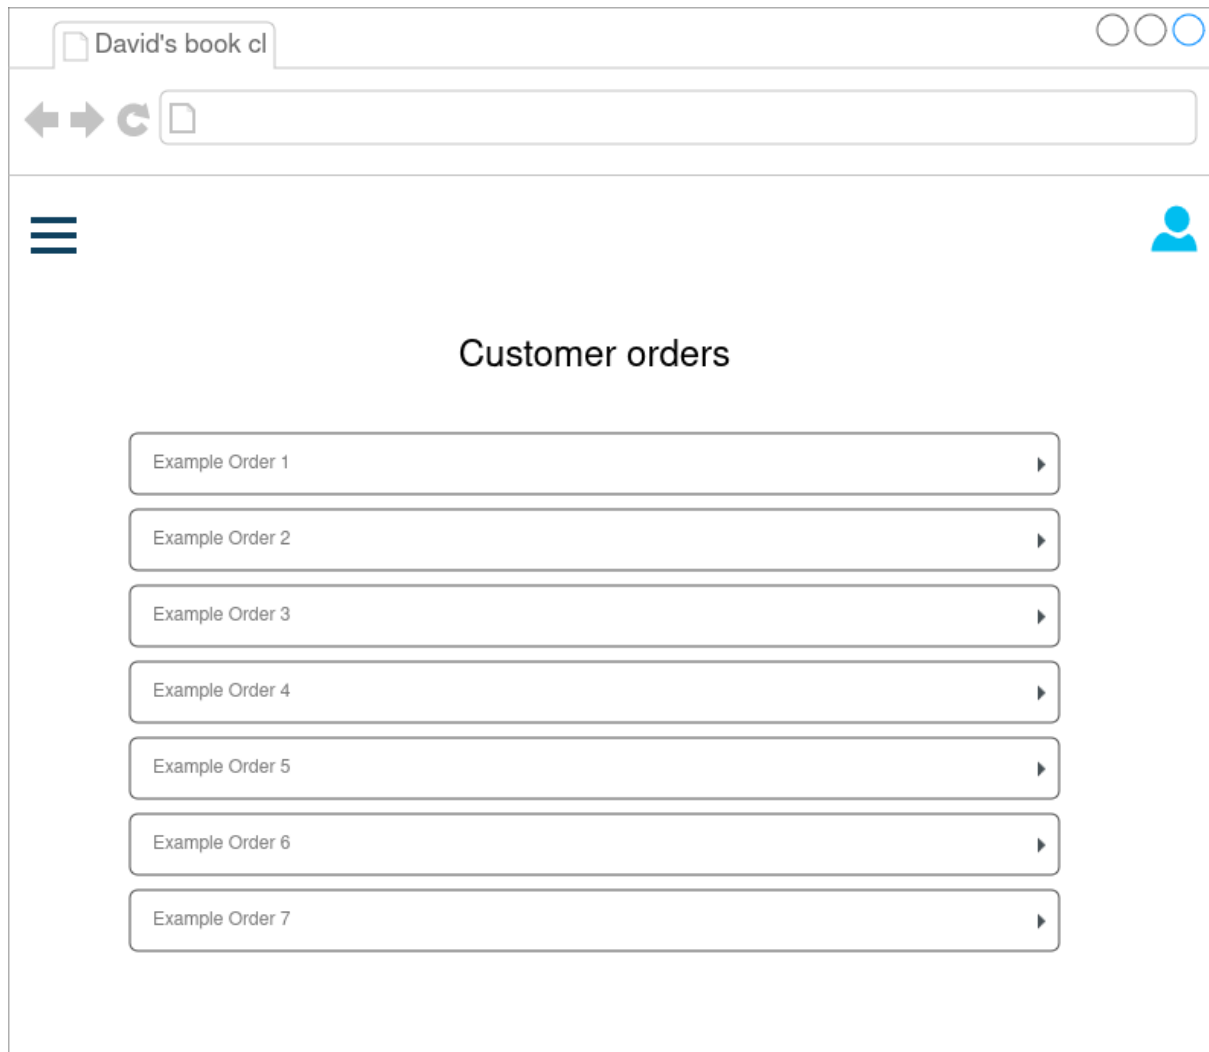 David's book cl
Customer orders
Example Order 1
Example Order 2
Example Order 3
Example Order 4
Example Order 5
Example Order 6
Example Order 7